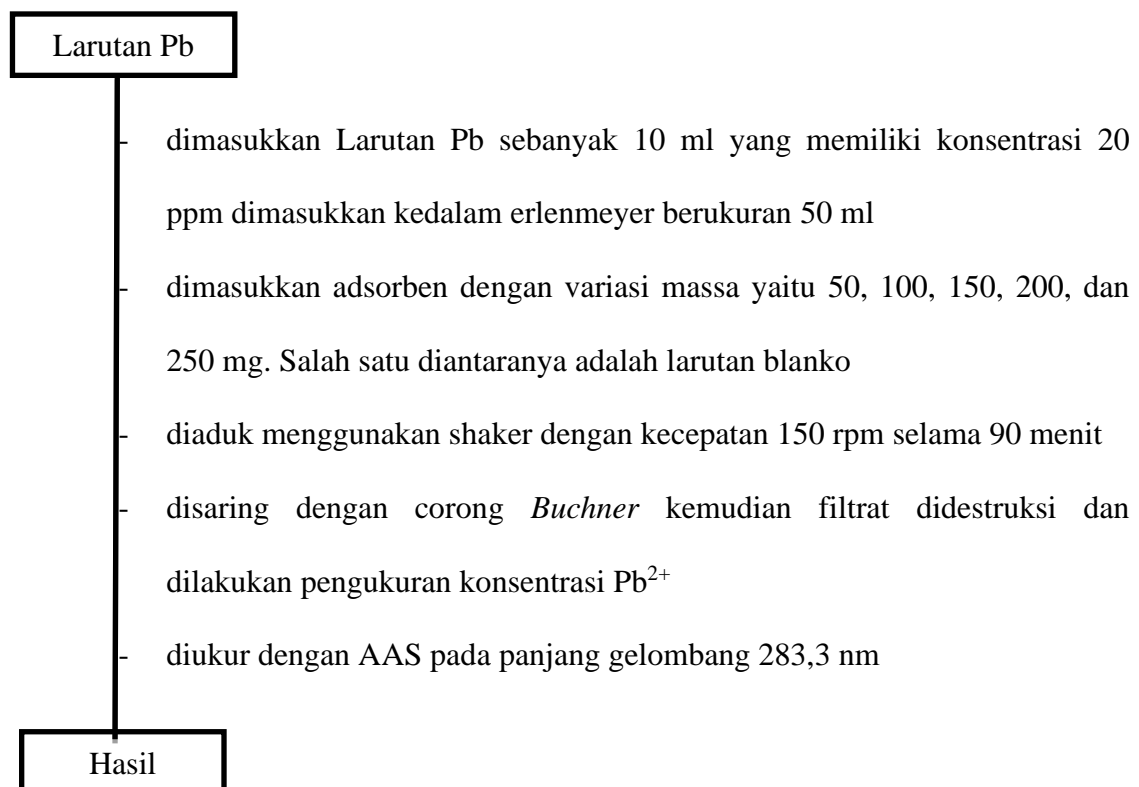 Larutan Pb
- dimasukkan Larutan Pb sebanyak 10 ml yang memiliki konsentrasi 20
ppm dimasukkan kedalam erlenmeyer berukuran 50 ml
- dimasukkan adsorben dengan variasi massa yaitu 50, 100, 150, 200, dan
250 mg. Salah satu diantaranya adalah larutan blanko
- diaduk menggunakan shaker dengan kecepatan 150 rpm selama 90 menit
- disaring dengan corong Buchner kemudian filtrat didestruksi dan
dilakukan pengukuran konsentrasi Pb²⁺
- diukur dengan AAS pada panjang gelombang 283,3 nm
Hasil